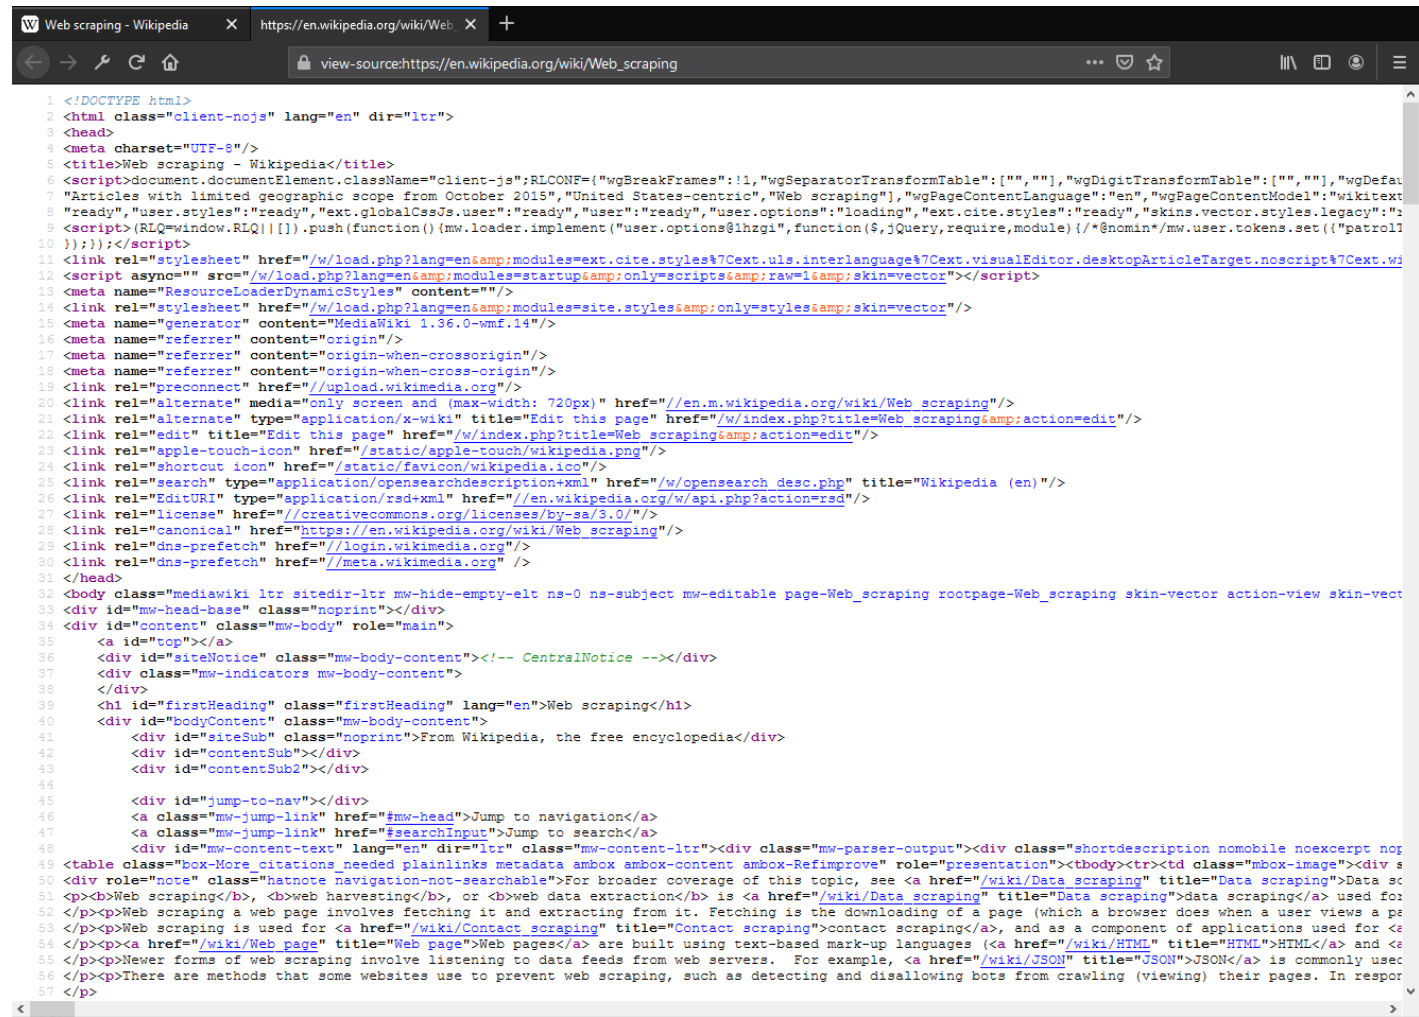 Web scraping - Wikipedia
https://en.wikipedia.org/wiki/Web_
view-source:https://en.wikipedia.org/wiki/Web_scraping
1 <!DOCTYPE html>
2 <html class="client-nojs" lang="en" dir="ltr">
3 <head>
4 <meta charset="UTF-8"/>
5 <title>Web scraping - Wikipedia</title>
6 <script>document.documentElement.className="client-js";RLCONF={"wgBreakFrames":!1,"wgSeparatorTransformTable":["",""],"wgDigitTransformTable":["",""],"wgDefau
7 "Articles with limited geographic scope from October 2015","United States-centric","Web scraping"],"wgPageContentLanguage":"en","wgPageContentModel":"wikitext
8 "ready","user.styles":"ready","ext.globalCssJs.user":"ready","user":"ready","user.options":"loading","ext.cite.styles":"ready","skins.vector.styles.legacy":"r
9 <script>(RLQ=window.RLQ||[]).push(function(){mw.loader.implement("user.options@1hzgi",function($,jQuery,require,module){/*@nomin*/mw.user.tokens.set({"patrolT
10 });});</script>
11 <link rel="stylesheet" href="/w/load.php?lang=en&amp;modules=ext.cite.styles%7Cext.uls.interlanguage%7Cext.visualEditor.desktopArticleTarget.noscript%7Cext.wi
12 <script async="" src="/w/load.php?lang=en&amp;modules=startup&amp;only=scripts&amp;raw=1&amp;skin=vector"></script>
13 <meta name="ResourceLoaderDynamicStyles" content=""/>
14 <link rel="stylesheet" href="/w/load.php?lang=en&amp;modules=site.styles&amp;only=styles&amp;skin=vector"/>
15 <meta name="generator" content="MediaWiki 1.36.0-wmf.14"/>
16 <meta name="referrer" content="origin"/>
17 <meta name="referrer" content="origin-when-crossorigin"/>
18 <meta name="referrer" content="origin-when-cross-origin"/>
19 <link rel="preconnect" href="//upload.wikimedia.org"/>
20 <link rel="alternate" media="only screen and (max-width: 720px)" href="//en.m.wikipedia.org/wiki/Web_scraping"/>
21 <link rel="alternate" type="application/x-wiki" title="Edit this page" href="/w/index.php?title=Web_scraping&amp;action=edit"/>
22 <link rel="edit" title="Edit this page" href="/w/index.php?title=Web_scraping&amp;action=edit"/>
23 <link rel="apple-touch-icon" href="/static/apple-touch/wikipedia.png"/>
24 <link rel="shortcut icon" href="/static/favicon/wikipedia.ico"/>
25 <link rel="search" type="application/opensearchdescription+xml" href="/w/opensearch_desc.php" title="Wikipedia (en)"/>
26 <link rel="EditURI" type="application/rsd+xml" href="//en.wikipedia.org/w/api.php?action=rsd"/>
27 <link rel="license" href="//creativecommons.org/licenses/by-sa/3.0/"/>
28 <link rel="canonical" href="https://en.wikipedia.org/wiki/Web_scraping"/>
29 <link rel="dns-prefetch" href="//login.wikimedia.org"/>
30 <link rel="dns-prefetch" href="//meta.wikimedia.org" />
31 </head>
32 <body class="mediawiki ltr sitedir-ltr mw-hide-empty-elt ns-0 ns-subject mw-editable page-Web_scraping rootpage-Web_scraping skin-vector action-view skin-vect
33 <div id="mw-head-base" class="noprint"></div>
34 <div id="content" class="mw-body" role="main">
35 <a id="top"></a>
36 <div id="siteNotice" class="mw-body-content"><!-- CentralNotice --></div>
37 <div class="mw-indicators mw-body-content">
38 </div>
39 <h1 id="firstHeading" class="firstHeading" lang="en">Web scraping</h1>
40 <div id="bodyContent" class="mw-body-content">
41 <div id="siteSub" class="noprint">From Wikipedia, the free encyclopedia</div>
42 <div id="contentSub"></div>
43 <div id="contentSub2"></div>
44
45 <div id="jump-to-nav"></div>
46 <a class="mw-jump-link" href="#mw-head">Jump to navigation</a>
47 <a class="mw-jump-link" href="#searchInput">Jump to search</a>
48 <div id="mw-content-text" lang="en" dir="ltr" class="mw-content-ltr"><div class="mw-parser-output"><div class="shortdescription nomobile noexcerpt nop
49 <table class="box-More_citations_needed plainlinks metadata ambox ambox-content ambox-Refimprove" role="presentation"><tbody><tr><td class="mbox-image"><div s
50 <div role="note" class="hatnote navigation-not-searchable">For broader coverage of this topic, see <a href="/wiki/Data_scraping" title="Data scraping">Data sc
51 <p><b>Web scraping</b>, <b>web harvesting</b>, or <b>web data extraction</b> is <a href="/wiki/Data_scraping" title="Data scraping">data scraping</a> used for
52 </p><p>Web scraping a web page involves fetching it and extracting from it. Fetching is the downloading of a page (which a browser does when a user views a pa
53 </p><p>Web scraping is used for <a href="/wiki/Contact_scraping" title="Contact scraping">contact scraping</a>, and as a component of applications used for <a
54 </p><p><a href="/wiki/Web_page" title="Web page">Web pages</a> are built using text-based mark-up languages (<a href="/wiki/HTML" title="HTML">HTML</a> and <a
55 </p><p>Newer forms of web scraping involve listening to data feeds from web servers.  For example, <a href="/wiki/JSON" title="JSON">JSON</a> is commonly used
56 </p><p>There are methods that some websites use to prevent web scraping, such as detecting and disallowing bots from crawling (viewing) their pages. In respon
57 </p>